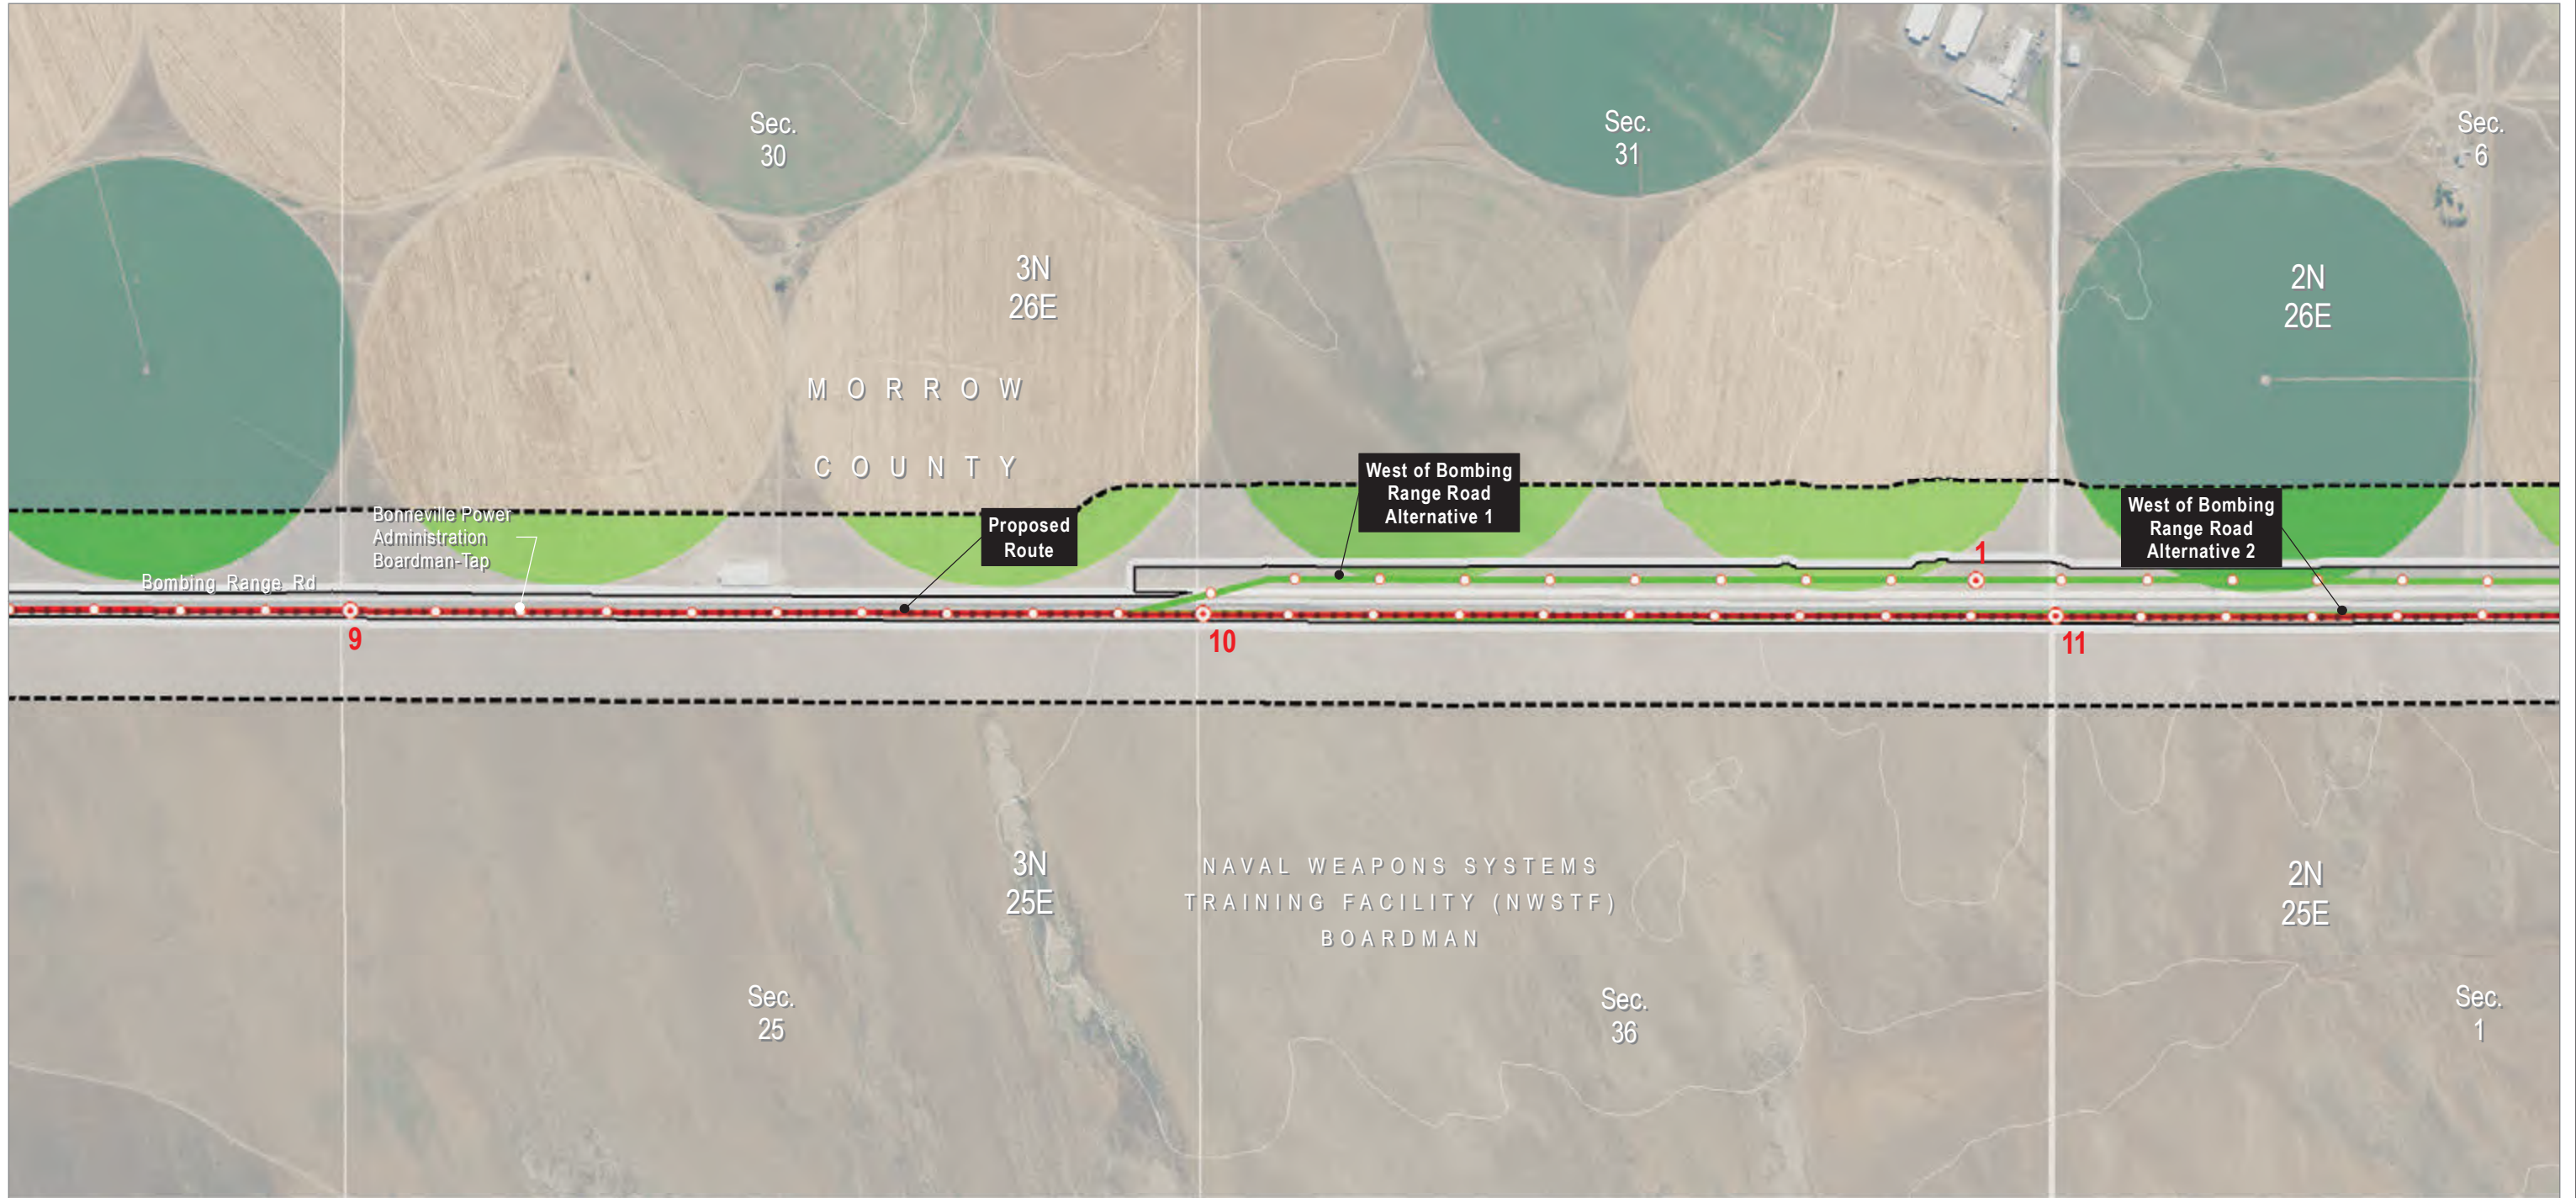 Sec.
30
Sec.
31
Sec.
6
3N
26E
2N
26E
MORROW
COUNTY
West of Bombing
Range Road
Alternative 1
West of Bombing
Range Road
Alternative 2
Bonneville Power
Administration
Boardman-Tap
Proposed
Route
1
Bombing Range Rd
9
10
11
3N
25E
NAVAL WEAPONS SYSTEMS
TRAINING FACILITY (NWSTF)
BOARDMAN
2N
25E
Sec.
25
Sec.
36
Sec.
1